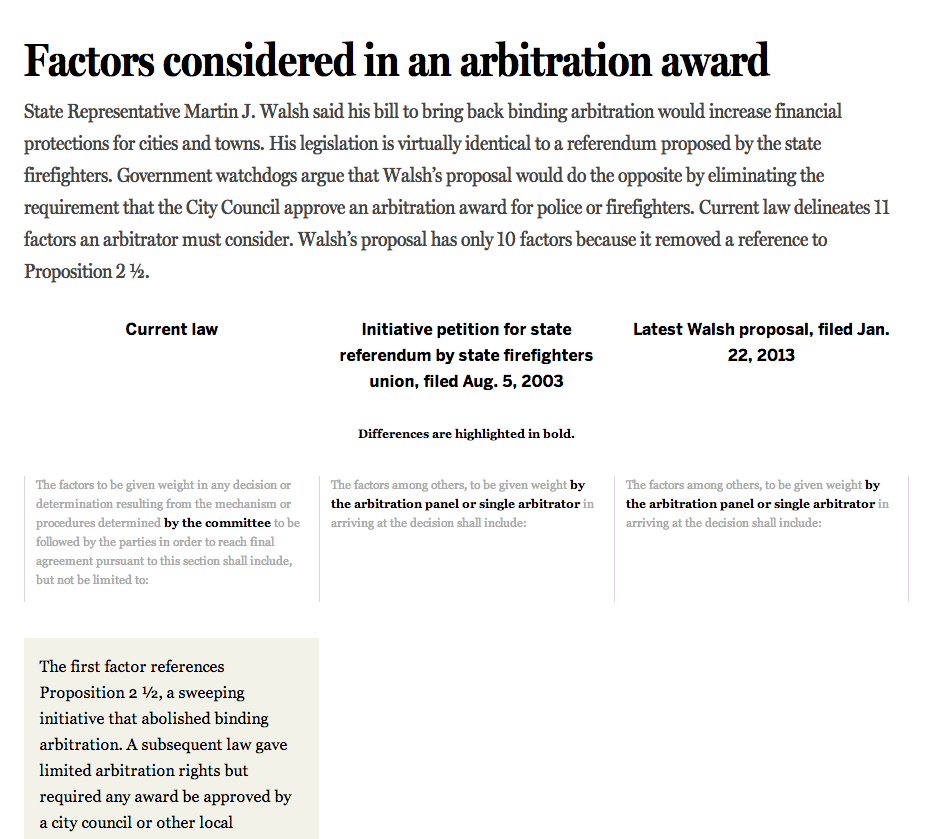 Factors considered in an arbitration award
State Representative Martin J. Walsh said his bill to bring back binding arbitration would increase financial
protections for cities and towns. His legislation is virtually identical to a referendum proposed by the state
firefighters. Government watchdogs argue that Walsh’s proposal would do the opposite by eliminating the
requirement that the City Council approve an arbitration award for police or firefighters. Current law delineates 11
factors an arbitrator must consider. Walsh’s proposal has only 10 factors because it removed a reference to
Proposition 2 ½.
Current law
Initiative petition for state
referendum by state firefighters
union, filed Aug. 5, 2003
Latest Walsh proposal, filed Jan.
22, 2013
Differences are highlighted in bold.
The factors to be given weight in any decision or
determination resulting from the mechanism or
procedures determined by the committee to be
followed by the parties in order to reach final
agreement pursuant to this section shall include,
but not be limited to:
The factors among others, to be given weight by
the arbitration panel or single arbitrator in
arriving at the decision shall include:
The factors among others, to be given weight by
the arbitration panel or single arbitrator in
arriving at the decision shall include:
The first factor references
Proposition 2 ½, a sweeping
initiative that abolished binding
arbitration. A subsequent law gave
limited arbitration rights but
required any award be approved by
a city council or other local